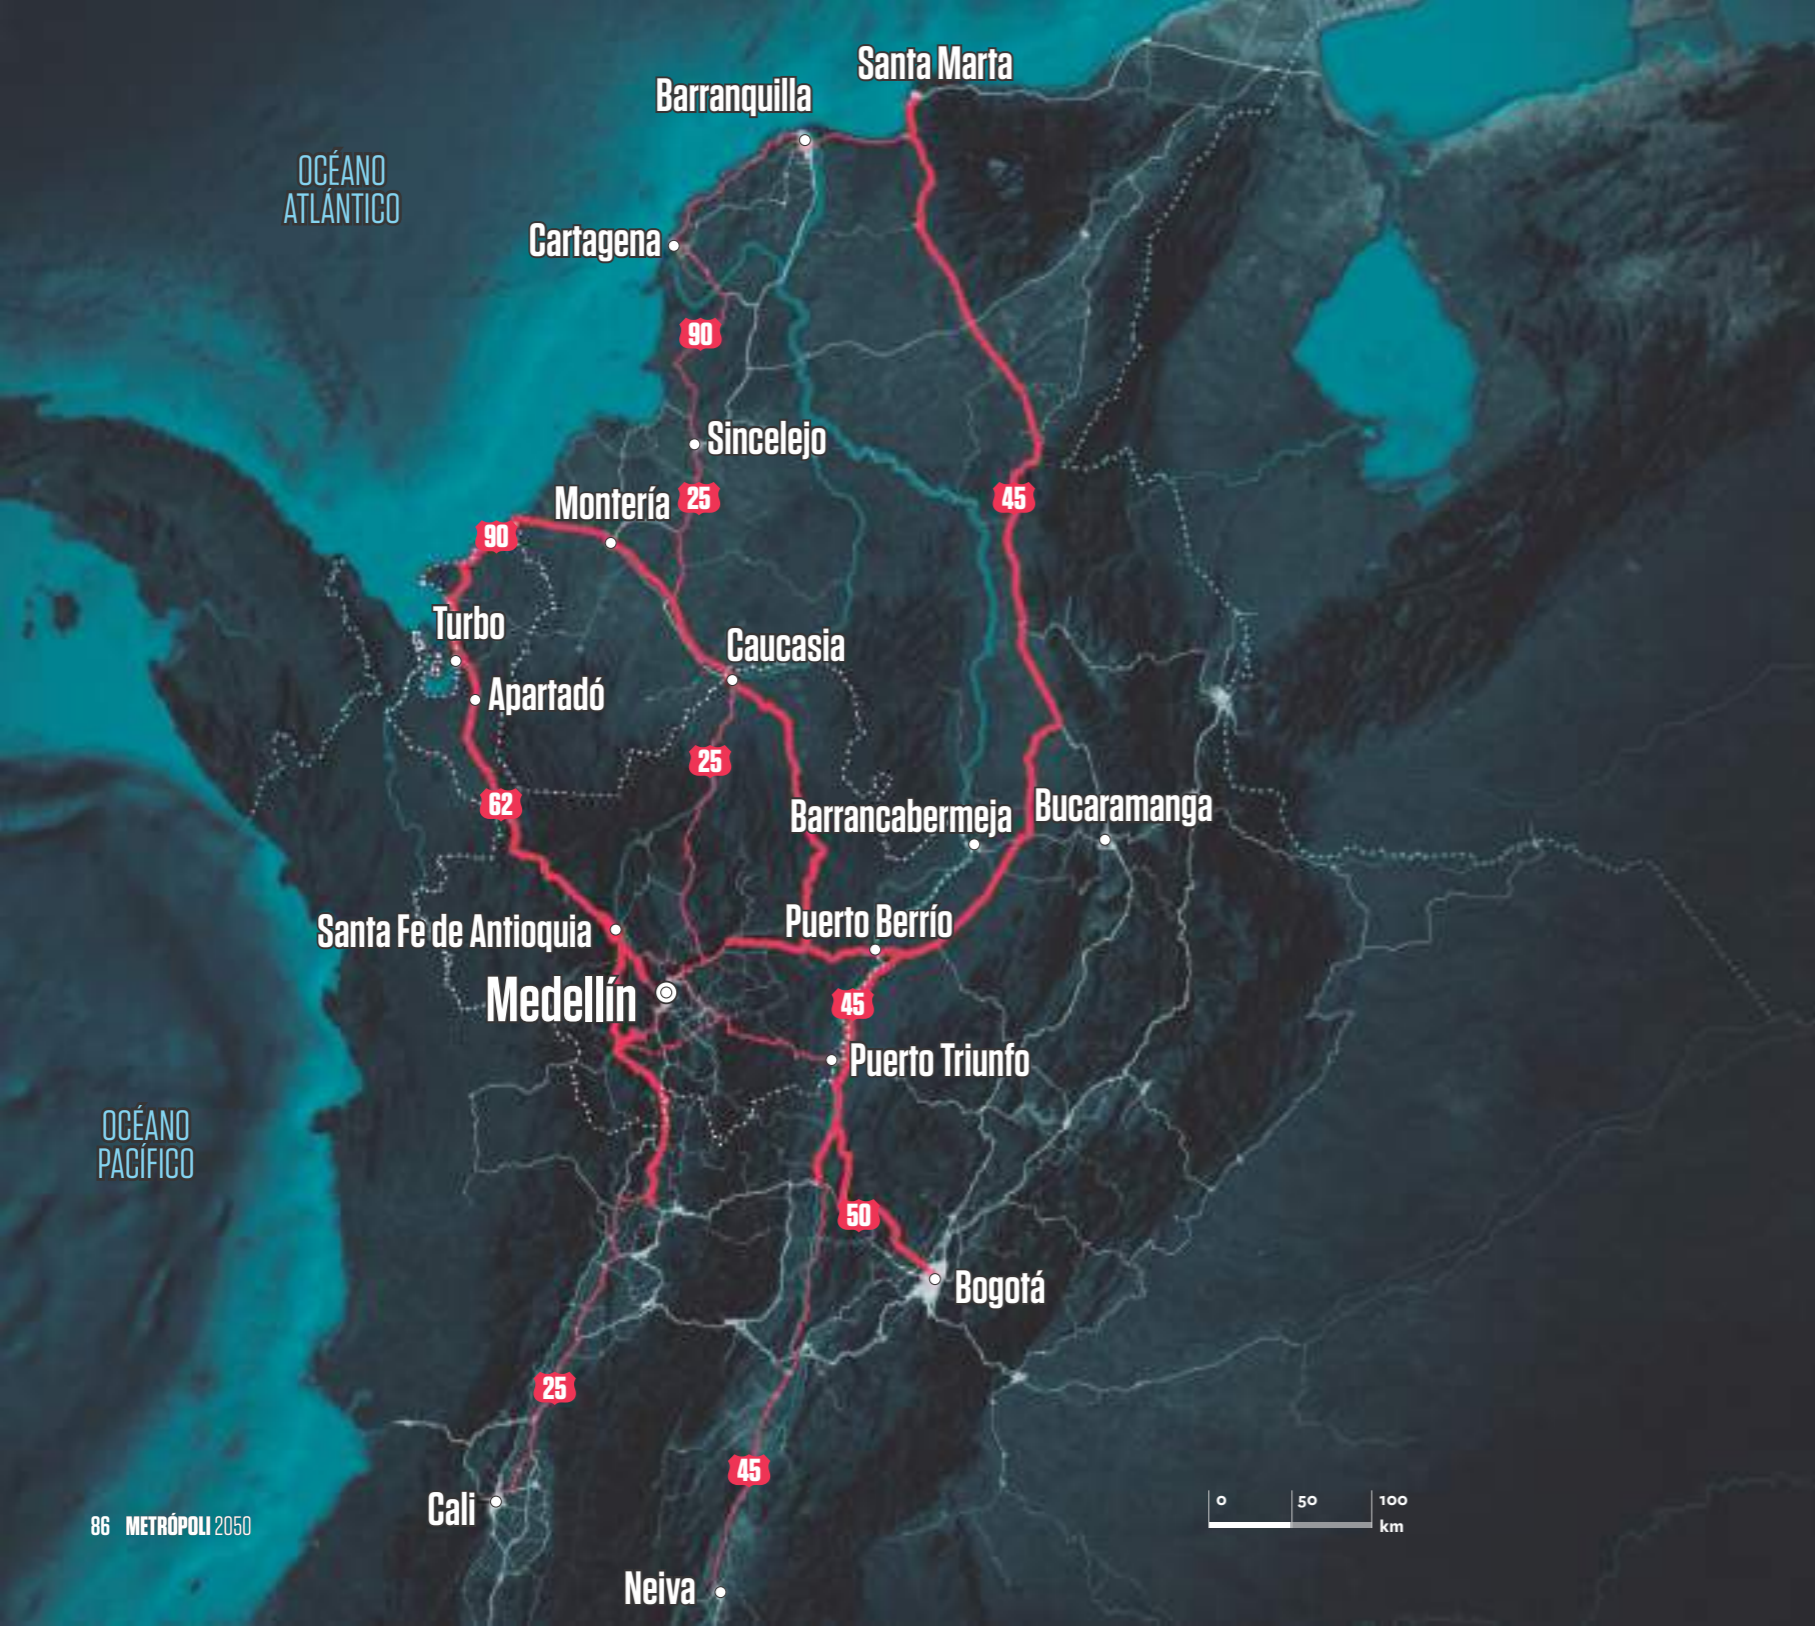 Santa Marta
Barranquilla
OCÉANO
ATLÁNTICO
Cartagena
90
Sincelejo
Montería
25
45
90
Turbo
Caucasia
Apartadó
25
62
Barrancabermeja
Bucaramanga
Santa Fe de Antioquia
Puerto Berrío
Medellín
45
Puerto Triunfo
OCÉANO
PACÍFICO
50
Bogotá
25
45
Cali
0 50 100
km
86 METRÓPOLI 2050
Neiva